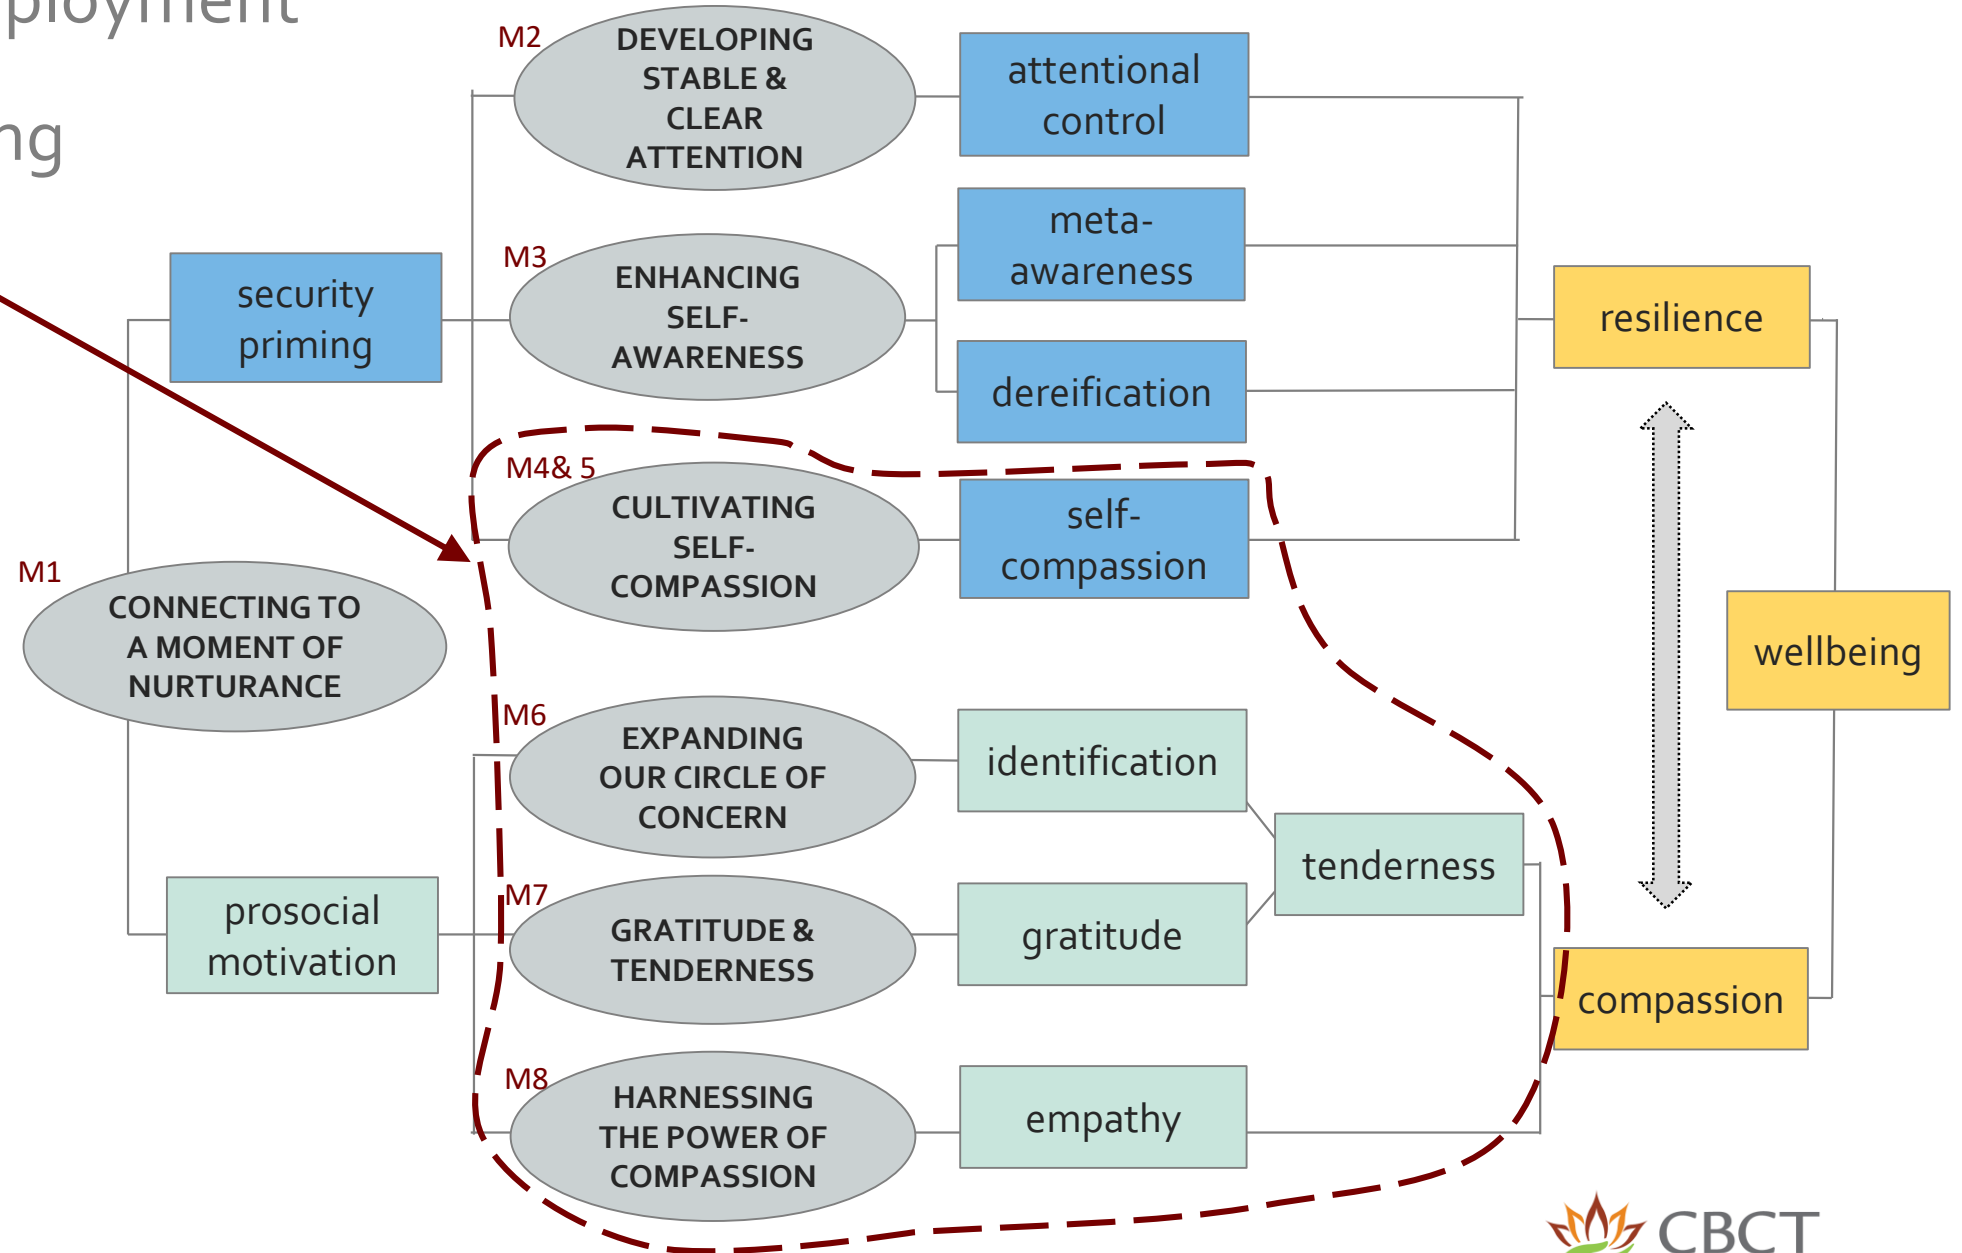 ployment
ng
M2
DEVELOPING
STABLE &
CLEAR
ATTENTION
attentional
control
M3
ENHANCING
SELF-
AWARENESS
meta-
awareness
dereification
security
priming
M4& 5
CULTIVATING
SELF-
COMPASSION
self-
compassion
resilience
M1
CONNECTING TO
A MOMENT OF
NURTURANCE
wellbeing
M6
EXPANDING
OUR CIRCLE OF
CONCERN
identification
tenderness
prosocial
motivation
M7
GRATITUDE &
TENDERNESS
gratitude
compassion
M8
HARNESSING
THE POWER OF
COMPASSION
empathy
CBCT